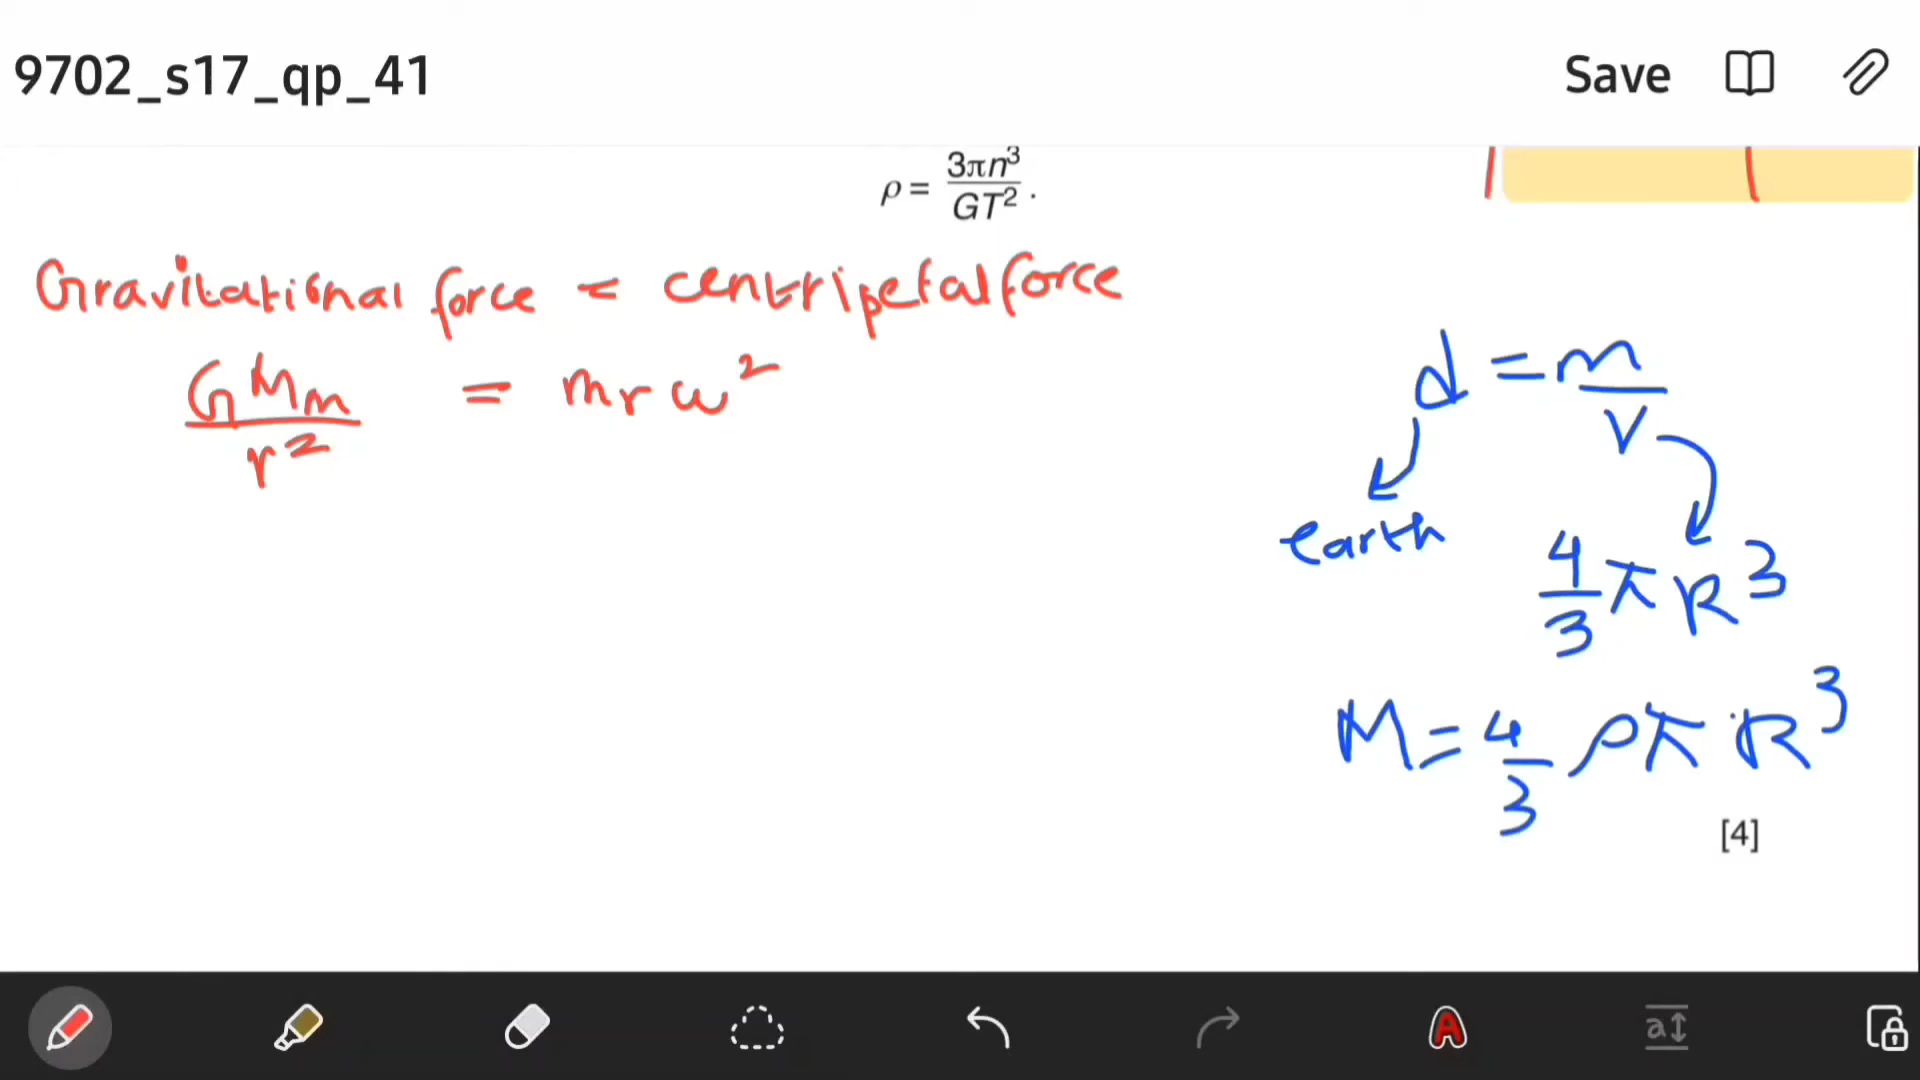 9702_s17_qp_41
Save
ρ = 3πn³/GT² .
Gravitational force = centripetal force
GMm/r² = mrω²
d = m/V
earth
4/3 π R³
M = 4/3 ρ π R³
[4]
A
a